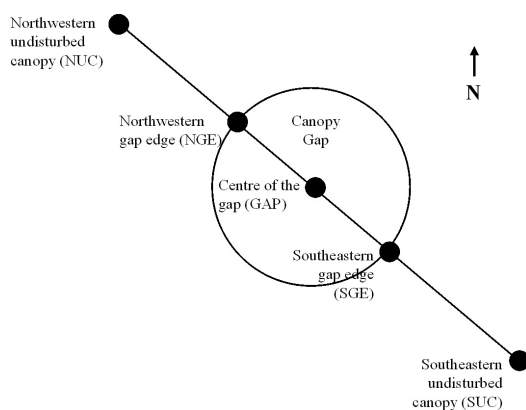 Northwestern
undisturbed
canopy (NUC)
N
Northwestern
gap edge (NGE)
Canopy
Gap
Centre of the
gap (GAP)
Southeastern
gap edge
(SGE)
Southeastern
undisturbed
canopy (SUC)